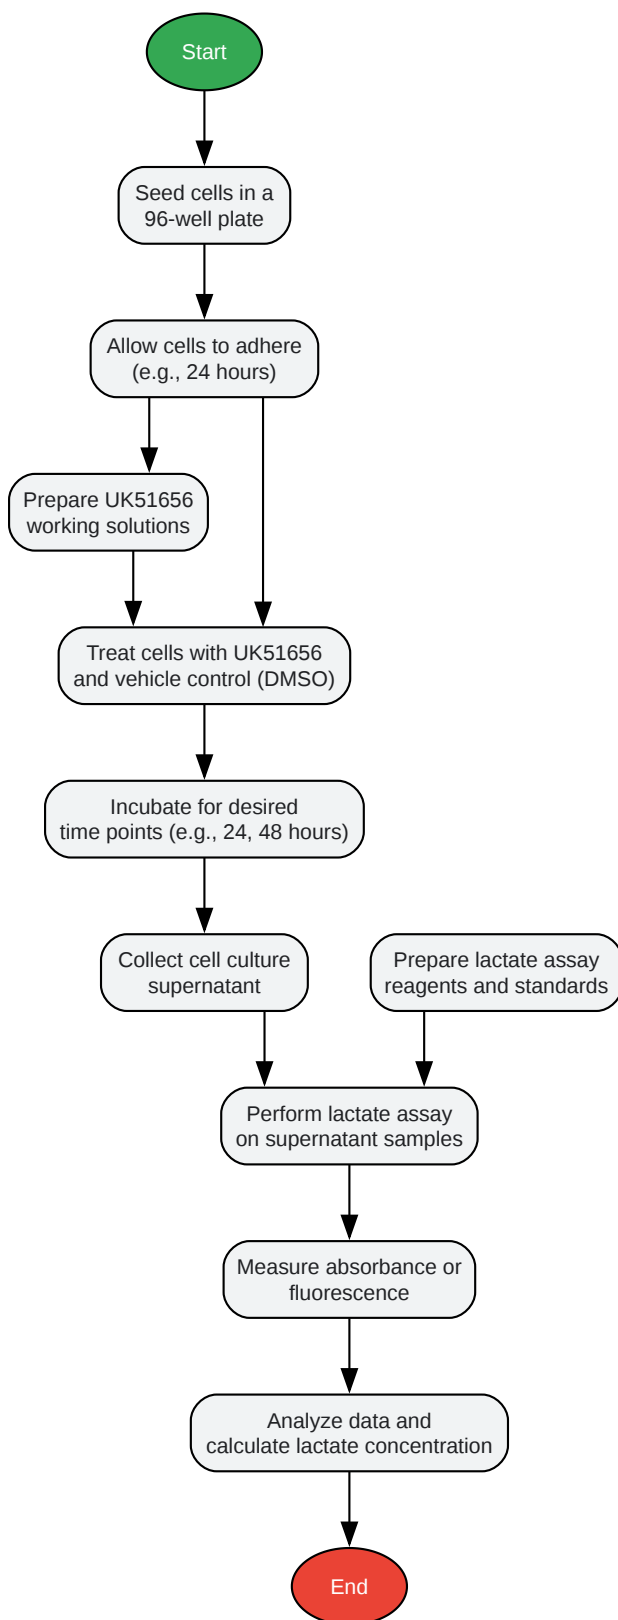 Start
Seed cells in a
96-well plate
Allow cells to adhere
(e.g., 24 hours)
Prepare UK51656
working solutions
Treat cells with UK51656
and vehicle control (DMSO)
Incubate for desired
time points (e.g., 24, 48 hours)
Collect cell culture
supernatant
Prepare lactate assay
reagents and standards
Perform lactate assay
on supernatant samples
Measure absorbance or
fluorescence
Analyze data and
calculate lactate concentration
End